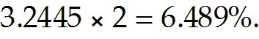 3.2445 × 2 = 6.489%.